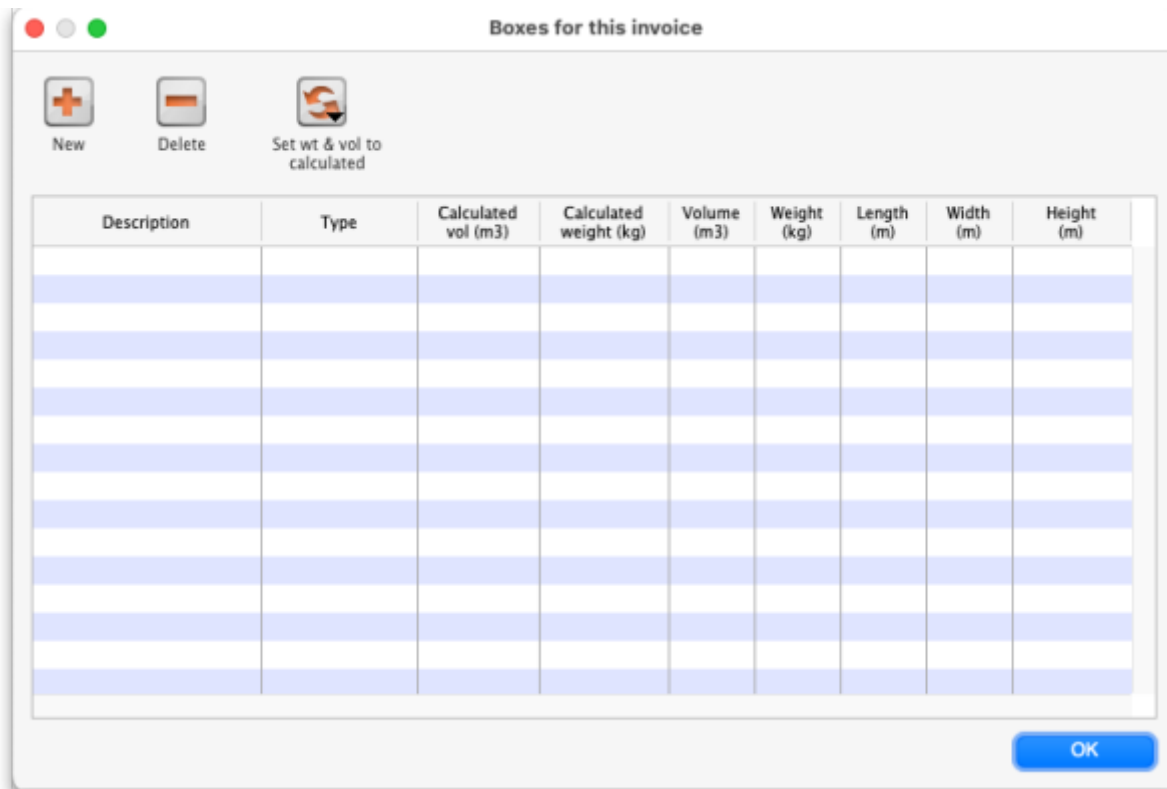 Boxes for this invoice
New
Delete
Set wt & vol to
calculated
Description
Type
Calculated
vol (m3)
Calculated
weight (kg)
Volume
(m3)
Weight
(kg)
Length
(m)
Width
(m)
Height
(m)
OK